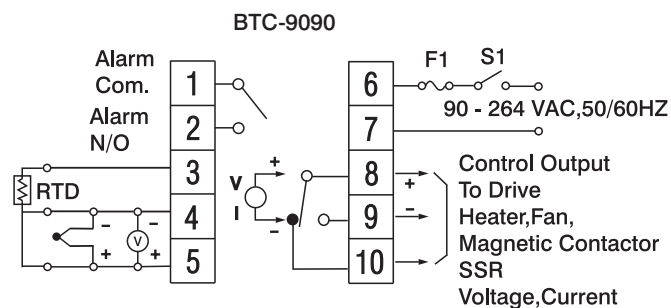 BTC-9090
Alarm
Com.
Alarm
N/O
1
2
3
4
5
RTD
–
+
–
V
+
+
V
I
–
6
7
8
9
10
F1
S1
90 - 264 VAC,50/60HZ
+
–
Control Output
To Drive
Heater,Fan,
Magnetic Contactor
SSR
Voltage,Current